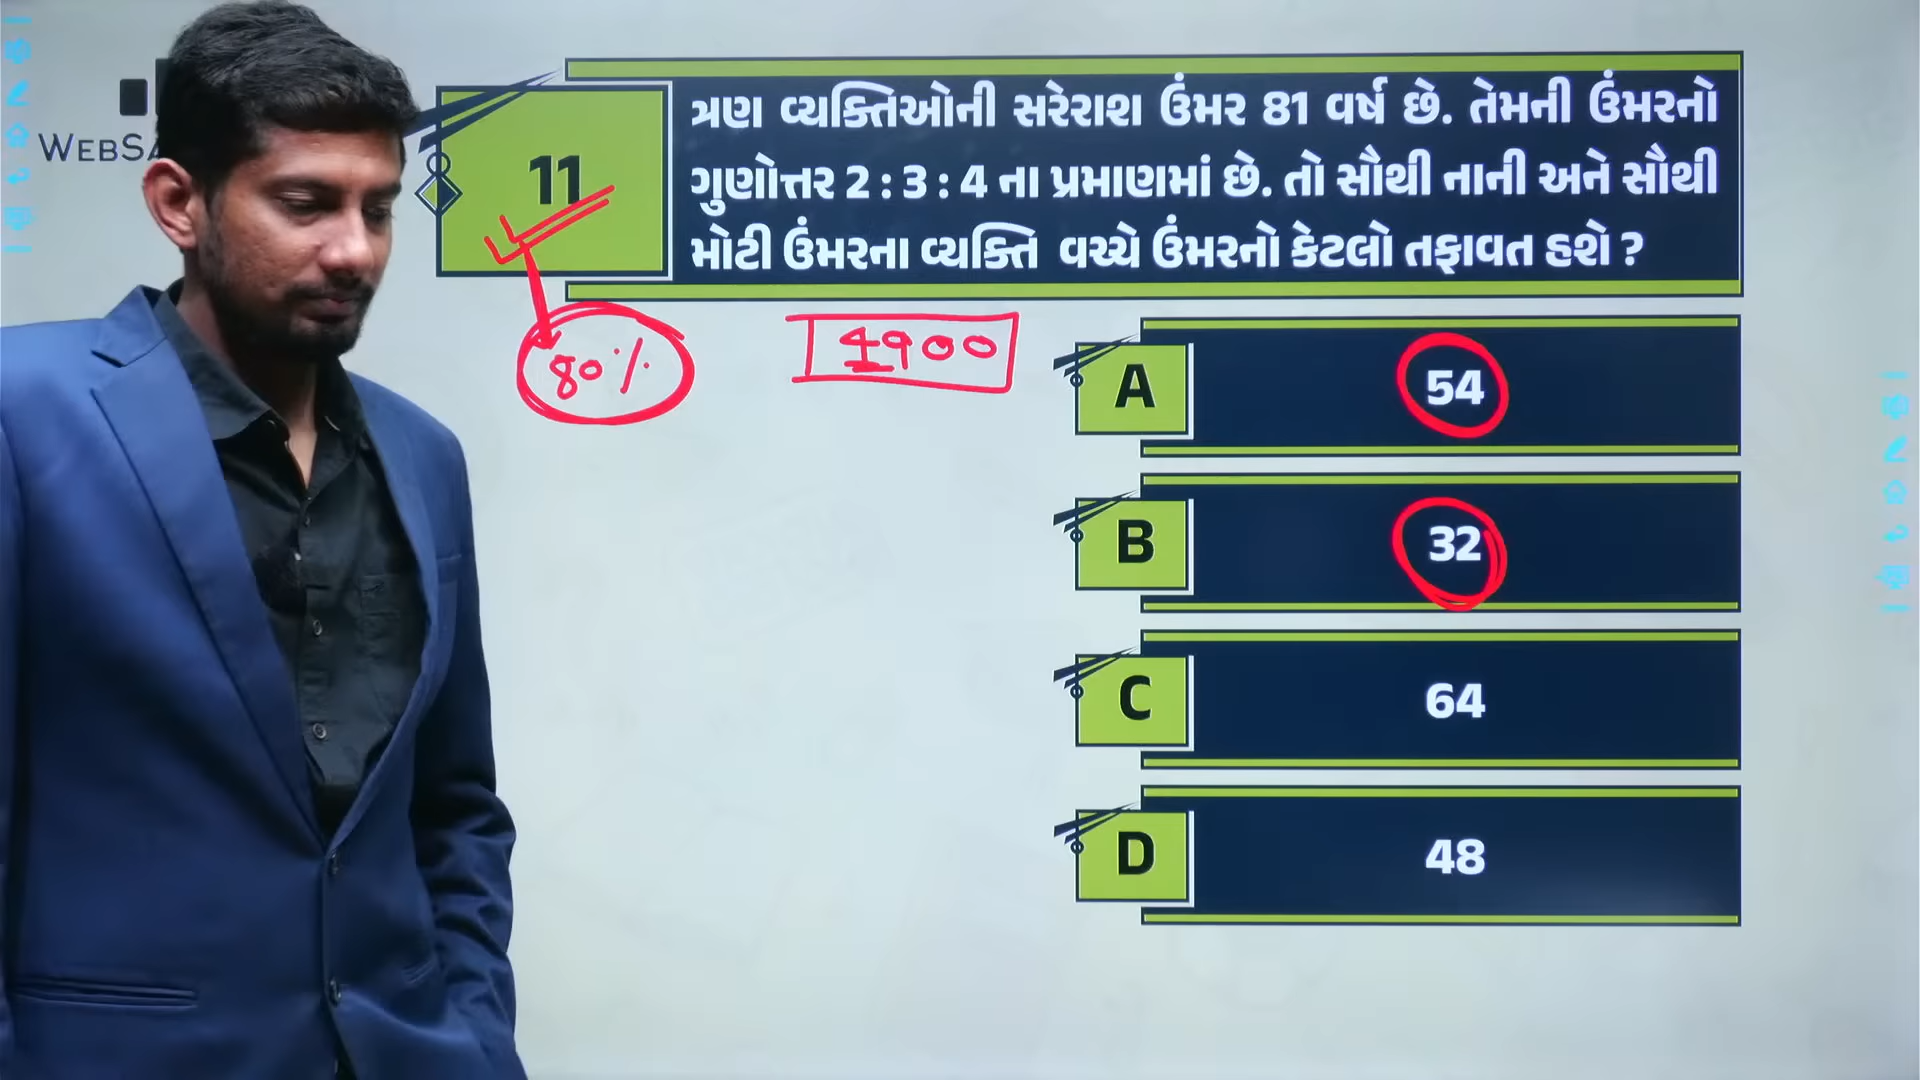 WEBSA
11
ત્રણ વ્યક્તિઓની સરેરાશ ઉંમર 81 વર્ષ છે. તેમની ઉંમરનો
ગુણોત્તર 2 : 3 : 4 ના પ્રમાણમાં છે. તો સૌથી નાની અને સૌથી
મોટી ઉંમરના વ્યક્તિ વચ્ચે ઉંમરનો કેટલો તફાવત હશે ?
80%
1900
A 54
B 32
C 64
D 48